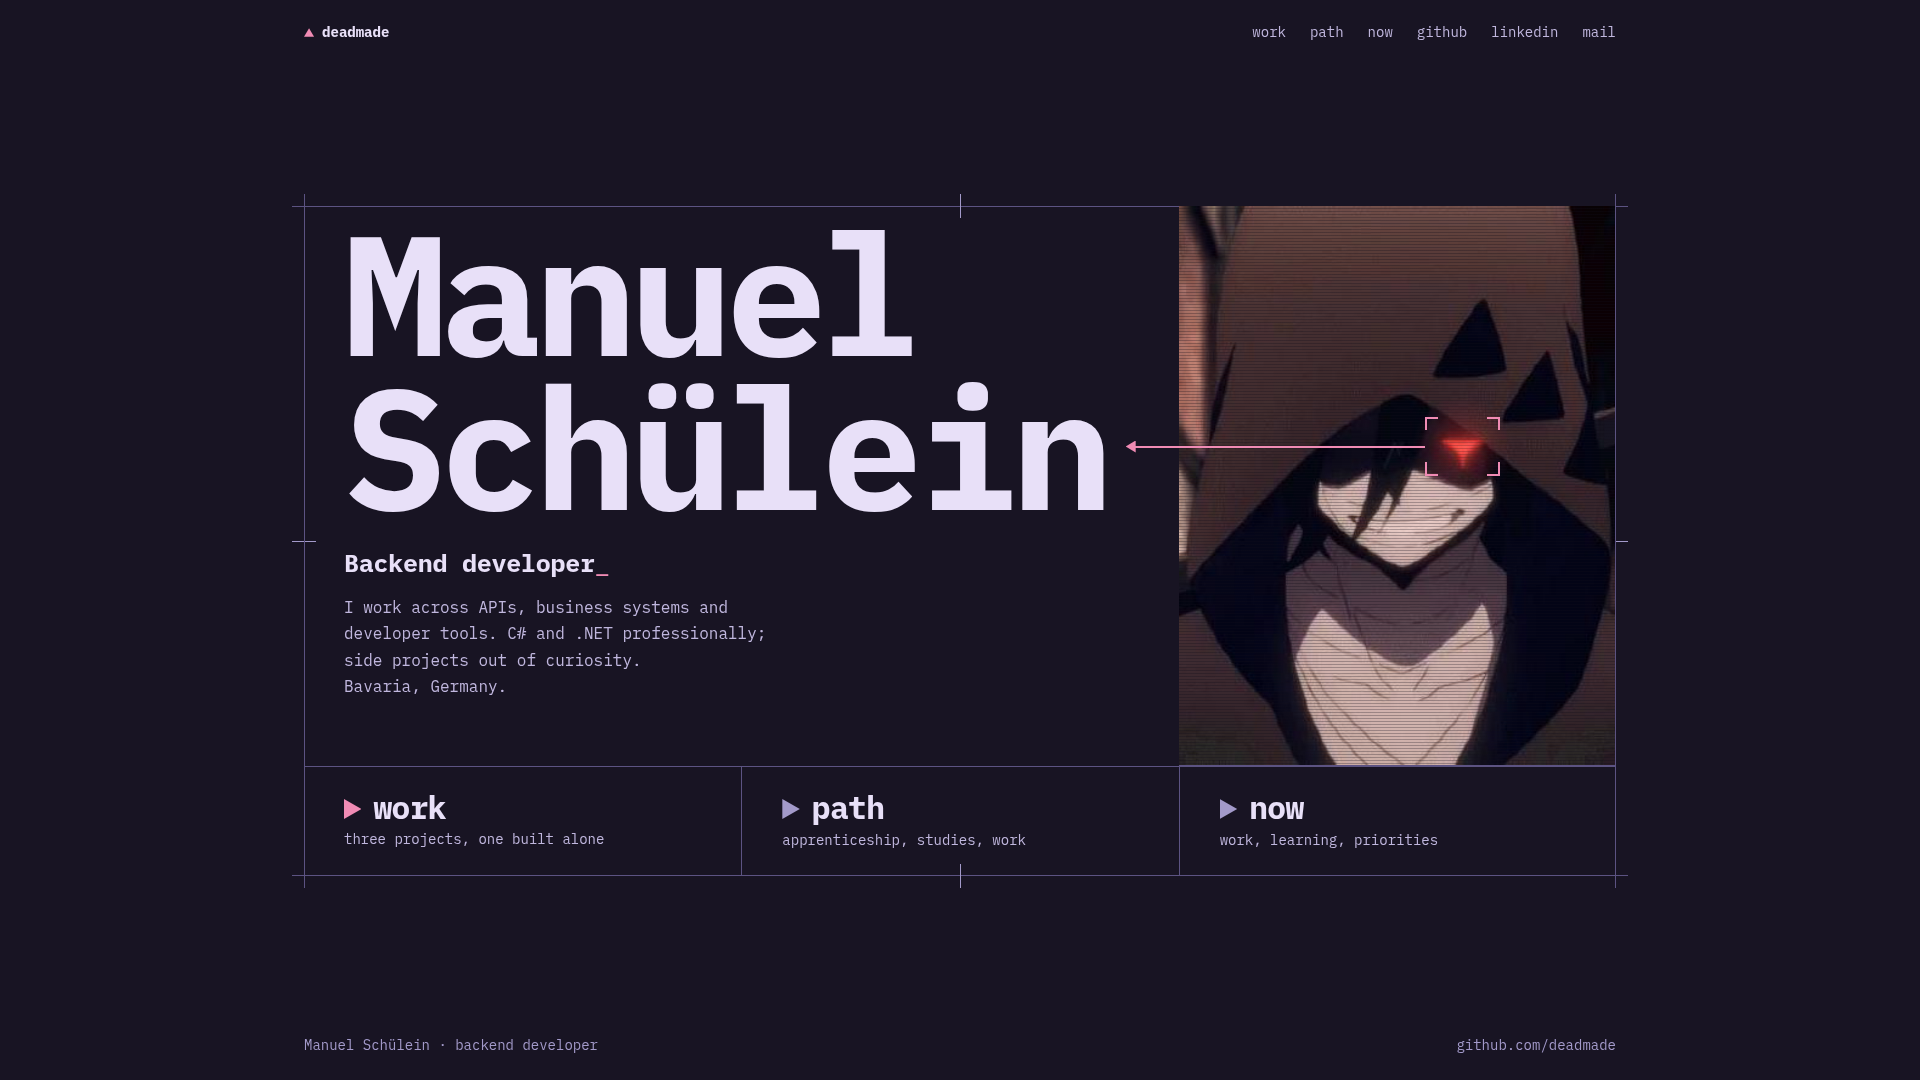 deadmade
work path now github linkedin mail
Manuel
Schülein
Backend developer_
I work across APIs, business systems and
developer tools. C# and .NET professionally;
side projects out of curiosity.
Bavaria, Germany.
work
three projects, one built alone
path
apprenticeship, studies, work
now
work, learning, priorities
Manuel Schülein · backend developer
github.com/deadmade